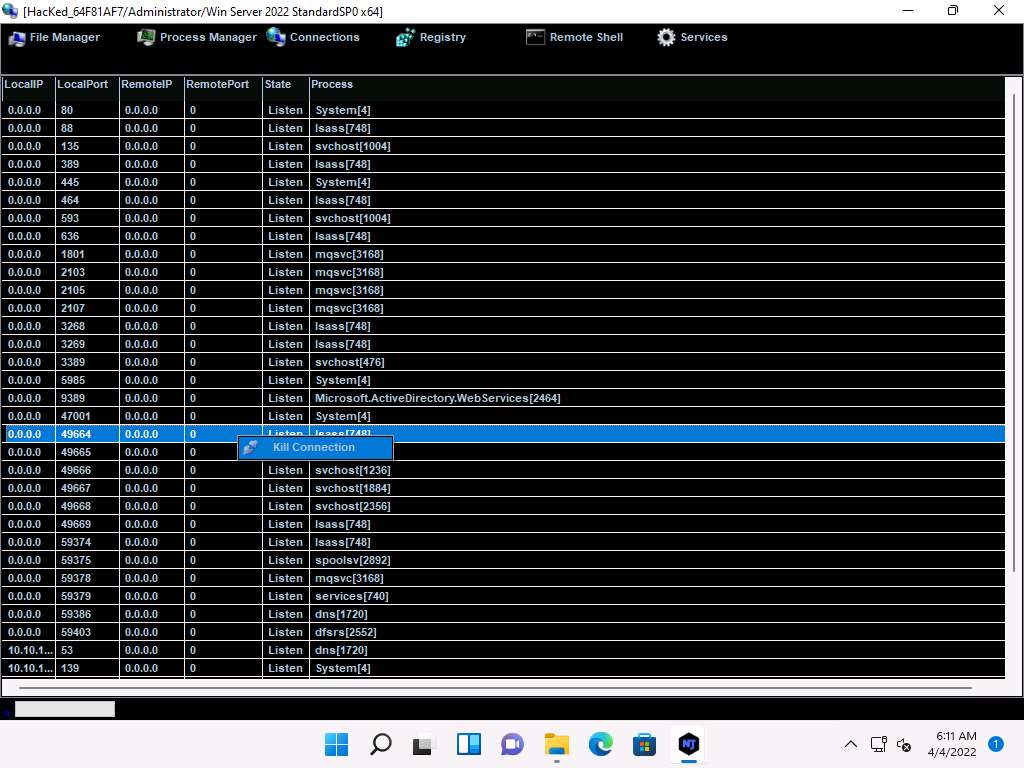 [HacKed_64F81AF7/Administrator/Win Server 2022 StandardSP0 x64]
File Manager Process Manager Connections Registry Remote Shell Services
LocalIP LocalPort RemoteIP RemotePort State Process
0.0.0.0 80 0.0.0.0 0 Listen System[4]
0.0.0.0 88 0.0.0.0 0 Listen lsass[748]
0.0.0.0 135 0.0.0.0 0 Listen svchost[1004]
0.0.0.0 389 0.0.0.0 0 Listen lsass[748]
0.0.0.0 445 0.0.0.0 0 Listen System[4]
0.0.0.0 464 0.0.0.0 0 Listen lsass[748]
0.0.0.0 593 0.0.0.0 0 Listen svchost[1004]
0.0.0.0 636 0.0.0.0 0 Listen lsass[748]
0.0.0.0 1801 0.0.0.0 0 Listen mqsvc[3168]
0.0.0.0 2103 0.0.0.0 0 Listen mqsvc[3168]
0.0.0.0 2105 0.0.0.0 0 Listen mqsvc[3168]
0.0.0.0 2107 0.0.0.0 0 Listen mqsvc[3168]
0.0.0.0 3268 0.0.0.0 0 Listen lsass[748]
0.0.0.0 3269 0.0.0.0 0 Listen lsass[748]
0.0.0.0 3389 0.0.0.0 0 Listen svchost[476]
0.0.0.0 5985 0.0.0.0 0 Listen System[4]
0.0.0.0 9389 0.0.0.0 0 Listen Microsoft.ActiveDirectory.WebServices[2464]
0.0.0.0 47001 0.0.0.0 0 Listen System[4]
0.0.0.0 49664 0.0.0.0 0 Listen lsass[748]
Kill Connection
0.0.0.0 49665 0.0.0.0 0
0.0.0.0 49666 0.0.0.0 0 Listen svchost[1236]
0.0.0.0 49667 0.0.0.0 0 Listen svchost[1884]
0.0.0.0 49668 0.0.0.0 0 Listen svchost[2356]
0.0.0.0 49669 0.0.0.0 0 Listen lsass[748]
0.0.0.0 59374 0.0.0.0 0 Listen lsass[748]
0.0.0.0 59375 0.0.0.0 0 Listen spoolsv[2892]
0.0.0.0 59378 0.0.0.0 0 Listen mqsvc[3168]
0.0.0.0 59379 0.0.0.0 0 Listen services[740]
0.0.0.0 59386 0.0.0.0 0 Listen dns[1720]
0.0.0.0 59403 0.0.0.0 0 Listen dfsrs[2552]
10.10.1... 53 0.0.0.0 0 Listen dns[1720]
10.10.1... 139 0.0.0.0 0 Listen System[4]
NJ
6:11 AM
4/4/2022
1